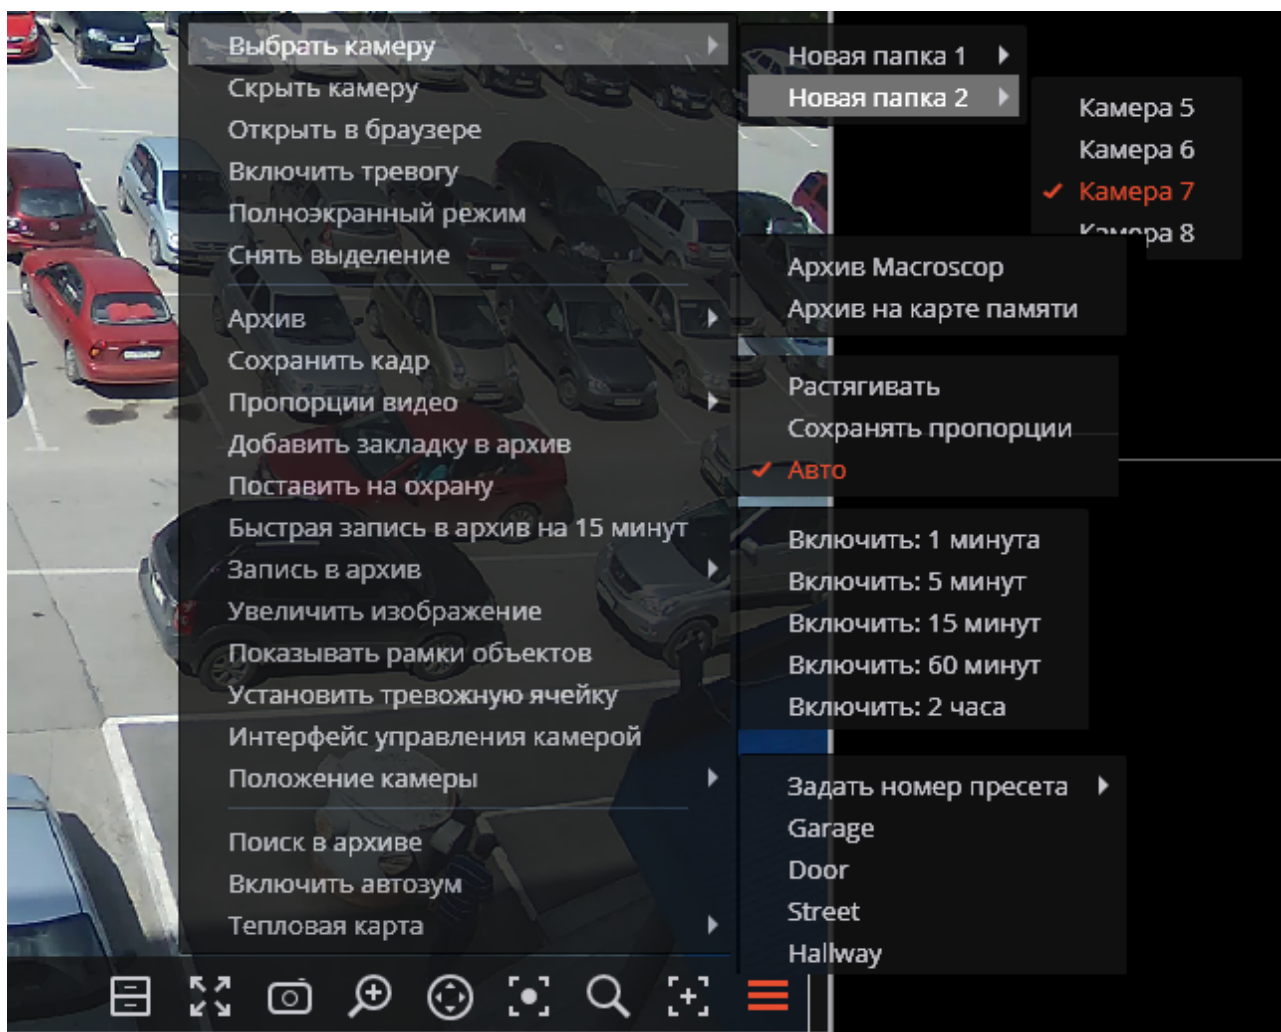 Выбрать камеру
Скрыть камеру
Открыть в браузере
Включить тревогу
Полноэкранный режим
Снять выделение
Архив
Сохранить кадр
Пропорции видео
Добавить закладку в архив
Поставить на охрану
Быстрая запись в архив на 15 минут
Запись в архив
Увеличить изображение
Показывать рамки объектов
Установить тревожную ячейку
Интерфейс управления камерой
Положение камеры
Поиск в архиве
Включить автозум
Тепловая карта
Новая папка 1
Новая папка 2
Камера 5
Камера 6
Камера 7
Камера 8
Архив Macroscop
Архив на карте памяти
Растягивать
Сохранять пропорции
Авто
Включить: 1 минута
Включить: 5 минут
Включить: 15 минут
Включить: 60 минут
Включить: 2 часа
Задать номер пресета
Garage
Door
Street
Hallway